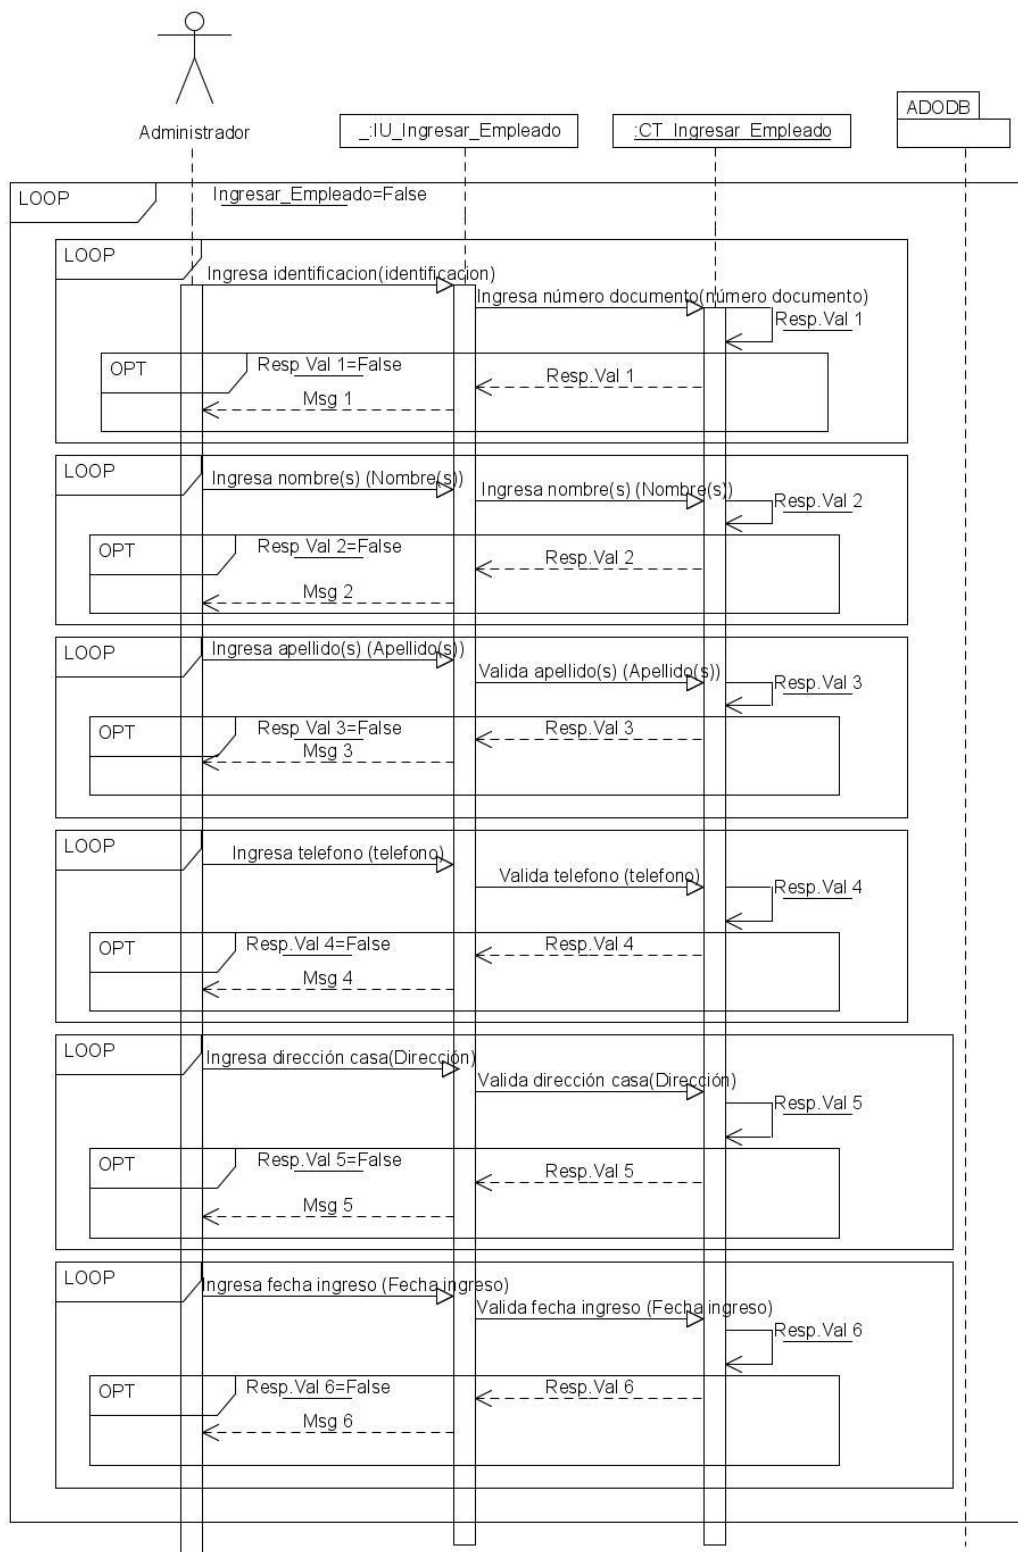 ADODB
Administrador
_:IU_Ingresar_Empleado
:CT_Ingresar_Empleado
LOOP
Ingresar_Empleado=False
LOOP
Ingresa identificacion(identificacion)
Ingresa número documento(número documento)
Resp.Val 1
OPT
Resp Val 1=False
Resp.Val 1
Msg 1
LOOP
Ingresa nombre(s) (Nombre(s))
Ingresa nombre(s) (Nombre(s))
Resp.Val 2
OPT
Resp Val 2=False
Resp.Val 2
Msg 2
LOOP
Ingresa apellido(s) (Apellido(s))
Valida apellido(s) (Apellido(s))
Resp.Val 3
OPT
Resp Val 3=False
Resp.Val 3
Msg 3
LOOP
Ingresa telefono (telefono)
Valida telefono (telefono)
Resp.Val 4
OPT
Resp.Val 4=False
Resp.Val 4
Msg 4
LOOP
Ingresa dirección casa(Dirección)
Valida dirección casa(Dirección)
Resp.Val 5
OPT
Resp.Val 5=False
Resp.Val 5
Msg 5
LOOP
Ingresa fecha ingreso (Fecha ingreso)
Valida fecha ingreso (Fecha ingreso)
Resp.Val 6
OPT
Resp.Val 6=False
Resp.Val 6
Msg 6